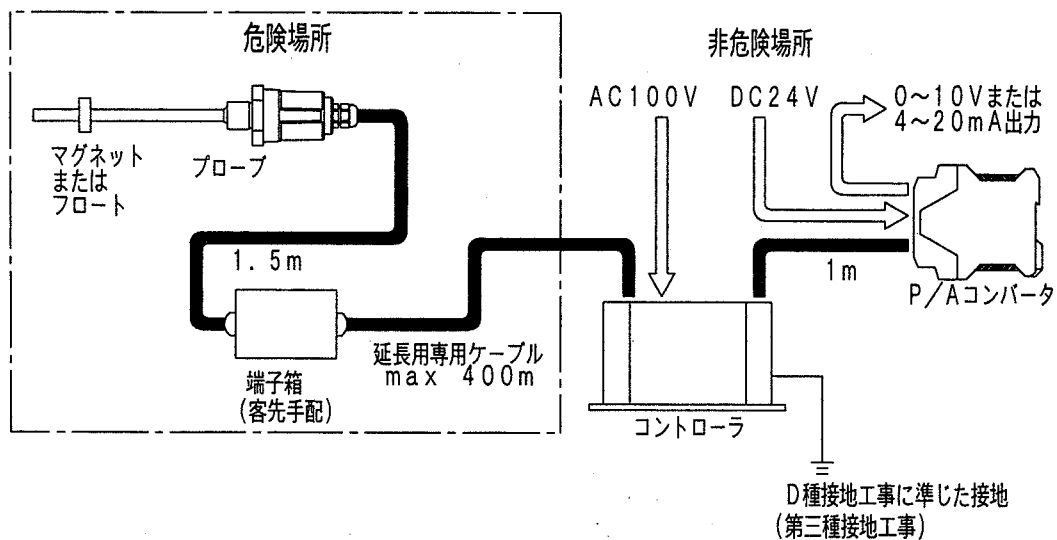 危険場所
非危険場所
AC100V
DC24V
0～10Vまたは
4～20mA出力
マグネット
または
フロート
プローブ
1.5m
1m
P/Aコンバータ
端子箱
(客先手配)
延長用専用ケーブル
max 400m
コントローラ
D種接地工事に準じた接地
(第三種接地工事)